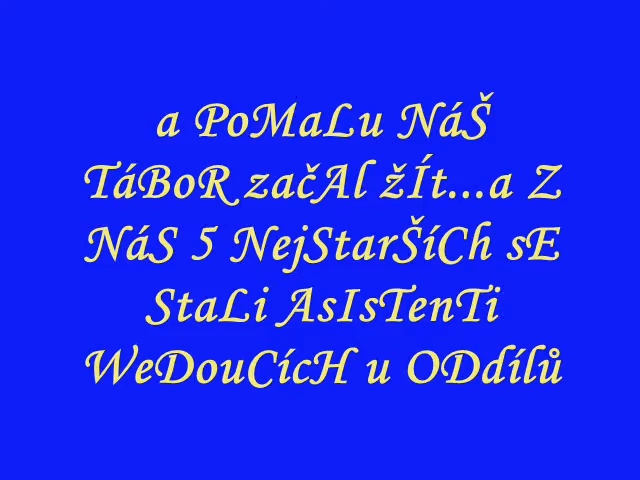 a PoMaLu NáŠ
TáBoR začAl žÍt...a Z
NáS 5 NejStarŠíCh sE
StaLi AsIsTenTi
WeDouCícH u ODdílů